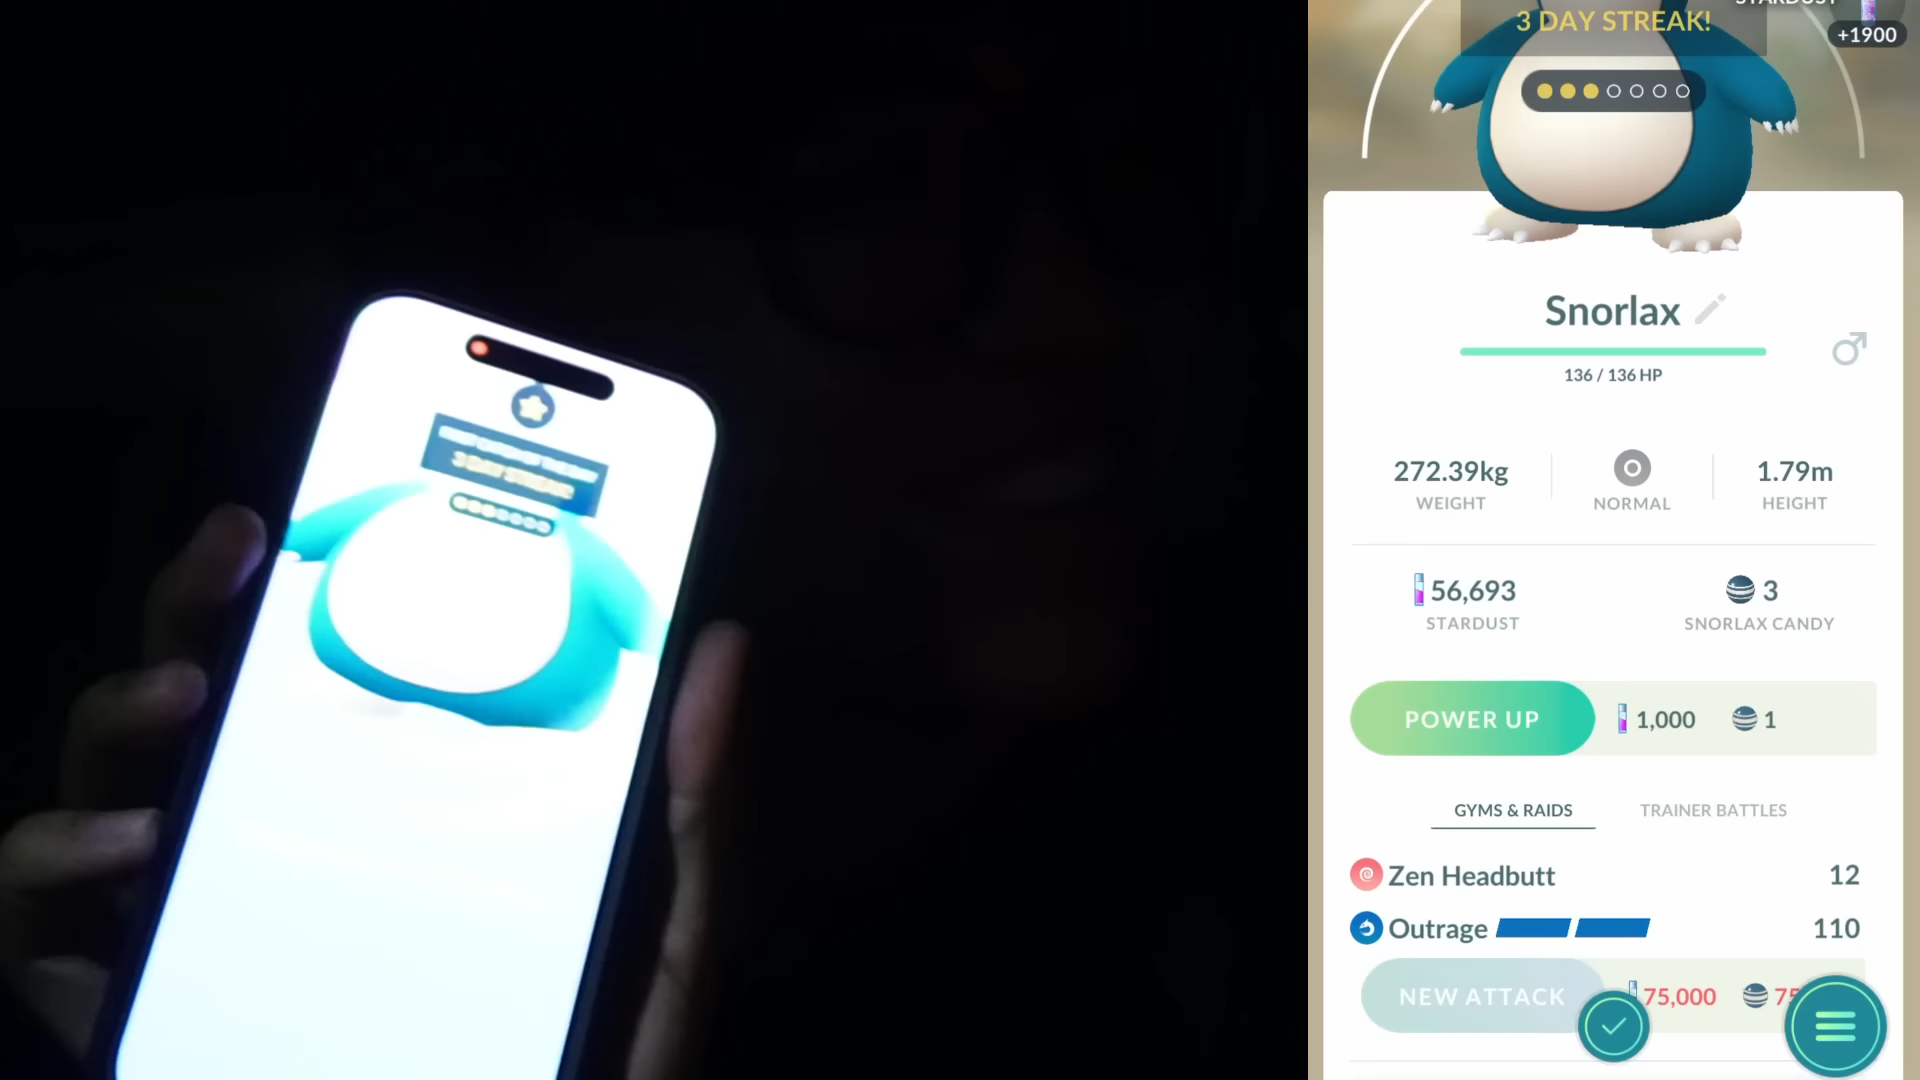 STARDUST
3 DAY STREAK!
+1900
Snorlax
136 / 136 HP
272.39kg
WEIGHT
NORMAL
1.79m
HEIGHT
56,693
STARDUST
3
SNORLAX CANDY
POWER UP
1,000
1
GYMS & RAIDS
TRAINER BATTLES
Zen Headbutt
12
Outrage
110
NEW ATTACK
75,000